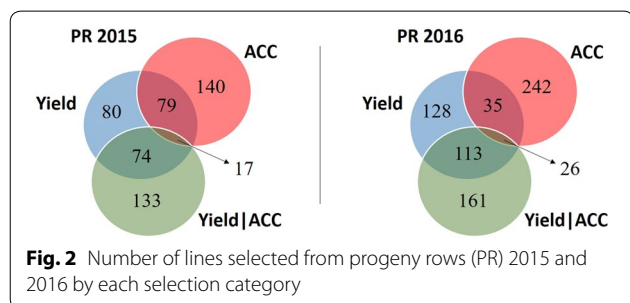 PR 2015
ACC
Yield
80
79
140
74
17
133
Yield|ACC
PR 2016
ACC
Yield
128
35
242
113
26
161
Yield|ACC
Fig. 2 Number of lines selected from progeny rows (PR) 2015 and
2016 by each selection category